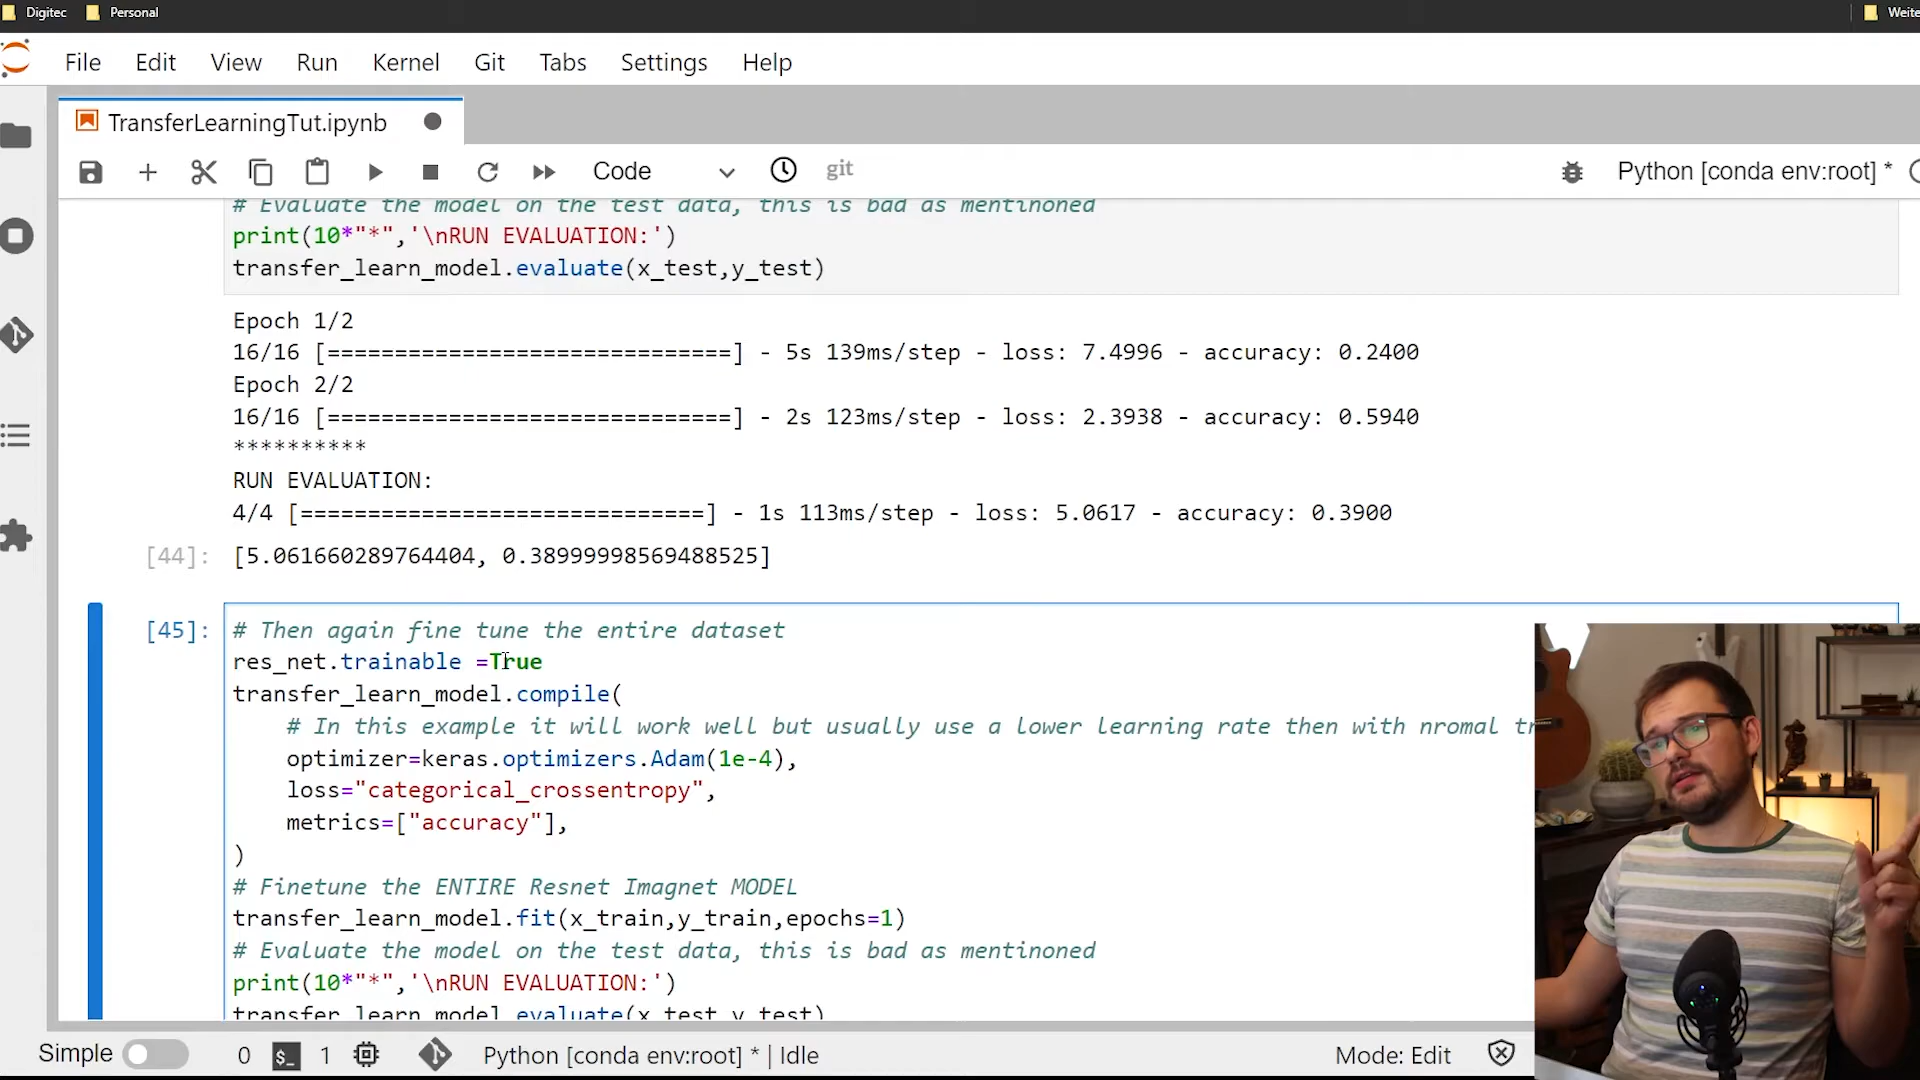 Digitec Personal Weite
File Edit View Run Kernel Git Tabs Settings Help
TransferLearningTut.ipynb
Code git Python [conda env:root] *
# Evaluate the model on the test data, this is bad as mentinoned
print(10*"*",'\nRUN EVALUATION:')
transfer_learn_model.evaluate(x_test,y_test)
Epoch 1/2
16/16 [==============================] - 5s 139ms/step - loss: 7.4996 - accuracy: 0.2400
Epoch 2/2
16/16 [==============================] - 2s 123ms/step - loss: 2.3938 - accuracy: 0.5940
**********
RUN EVALUATION:
4/4 [==============================] - 1s 113ms/step - loss: 5.0617 - accuracy: 0.3900
[44]: [5.061660289764404, 0.38999998569488525]
[45]: # Then again fine tune the entire dataset
res_net.trainable =True
transfer_learn_model.compile(
# In this example it will work well but usually use a lower learning rate then with nromal tr
optimizer=keras.optimizers.Adam(1e-4),
loss="categorical_crossentropy",
metrics=["accuracy"],
)
# Finetune the ENTIRE Resnet Imagnet MODEL
transfer_learn_model.fit(x_train,y_train,epochs=1)
# Evaluate the model on the test data, this is bad as mentinoned
print(10*"*",'\nRUN EVALUATION:')
transfer_learn_model.evaluate(x_test,y_test)
Simple 0 $_ 1 Python [conda env:root] * | Idle Mode: Edit